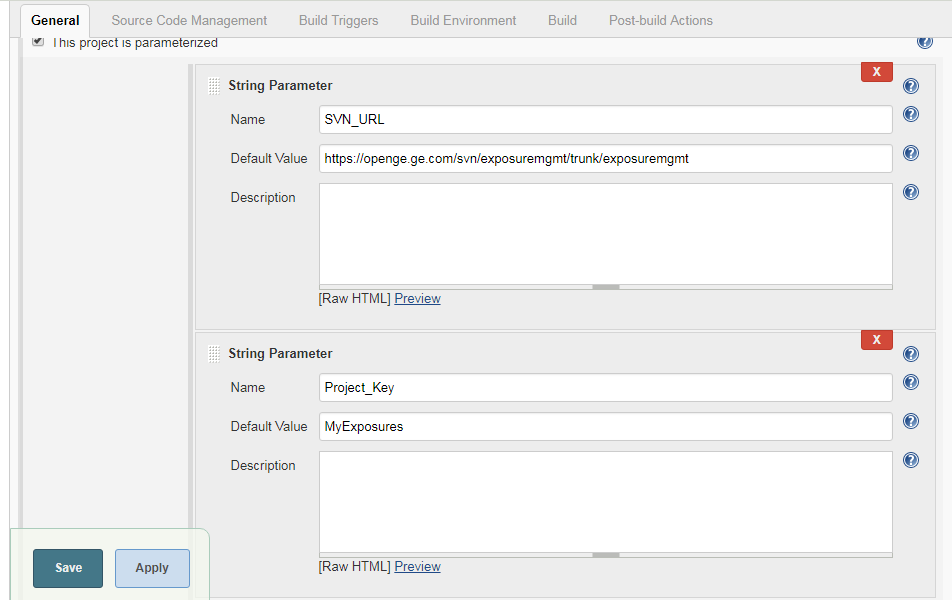 General Source Code Management Build Triggers Build Environment Build Post-build Actions
This project is parameterized
X
String Parameter
Name SVN_URL
Default Value https://openge.ge.com/svn/exposuremgmt/trunk/exposuremgmt
Description
[Raw HTML] Preview
X
String Parameter
Name Project_Key
Default Value MyExposures
Description
[Raw HTML] Preview
Save Apply